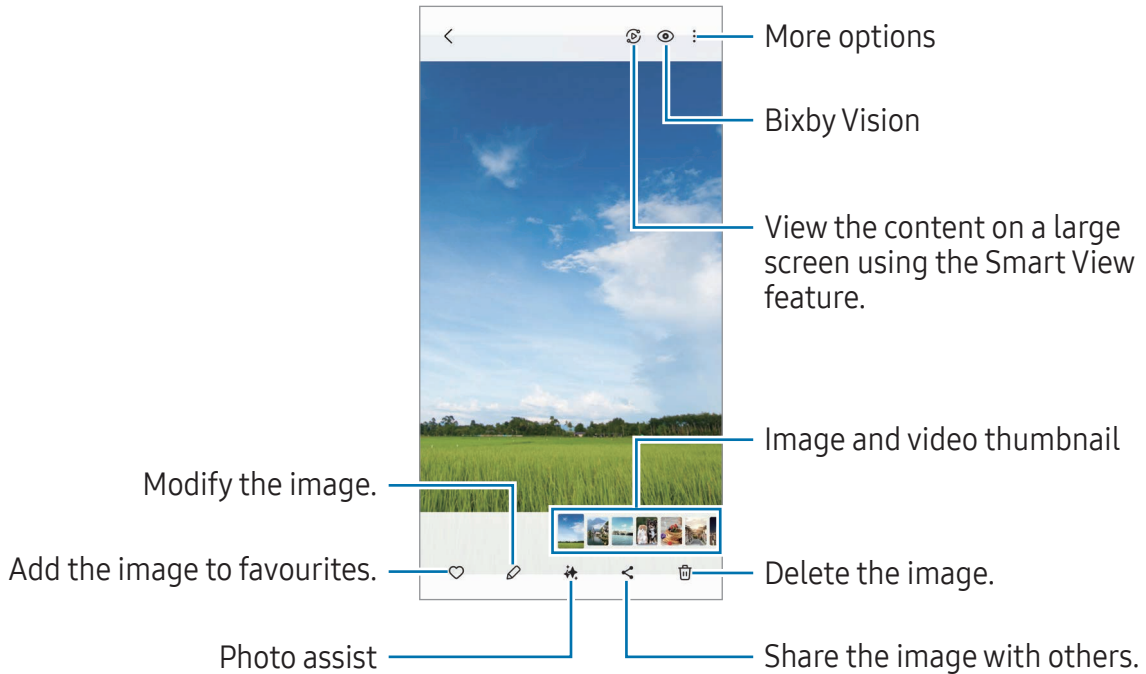 More options
Bixby Vision
View the content on a large
screen using the Smart View
feature.
Image and video thumbnail
Modify the image.
Add the image to favourites.
Delete the image.
Photo assist
Share the image with others.